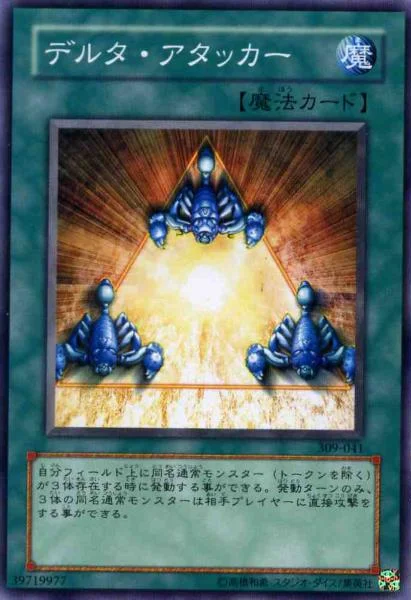 デルタ・アタッカー
魔
【魔法カード】
309-041
自分フィールド上に同名通常モンスター（トークンを除く）
が３体存在する時に発動する事ができる。発動ターンのみ、
３体の同名通常モンスターは相手プレイヤーに直接攻撃を
する事ができる。
39719977
©高橋和希 スタジオ・ダイス/集英社